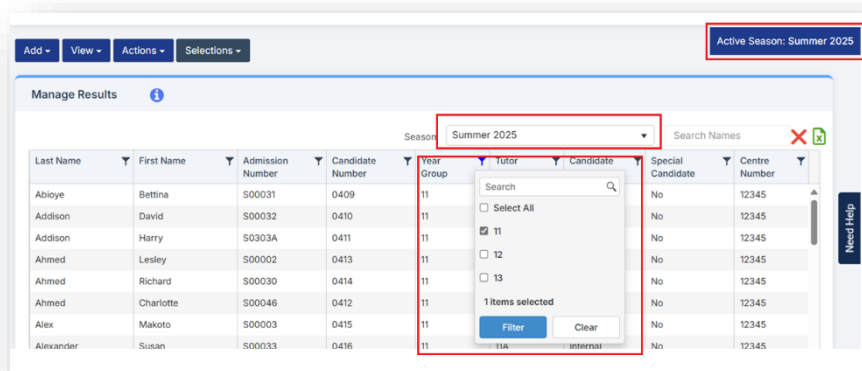 Active Season: Summer 2025
Add View Actions Selections
Manage Results
Season Summer 2025 Search Names
Last Name First Name Admission Number Candidate Number Year Group Tutor Candidate Special Candidate Centre Number
Abioye Bettina S00031 0409 11 No 12345
Addison David S00032 0410 11 No 12345
Addison Harry S0303A 0411 11 No 12345
Ahmed Lesley S00002 0413 11 No 12345
Ahmed Richard S00030 0414 11 No 12345
Ahmed Charlotte S00046 0412 11 No 12345
Alex Makoto S00003 0415 11 No 12345
Alexander Susan S00033 0416 11 11A Internal No 12345
Search
Select All
11
12
13
1 items selected
Filter Clear
Need Help